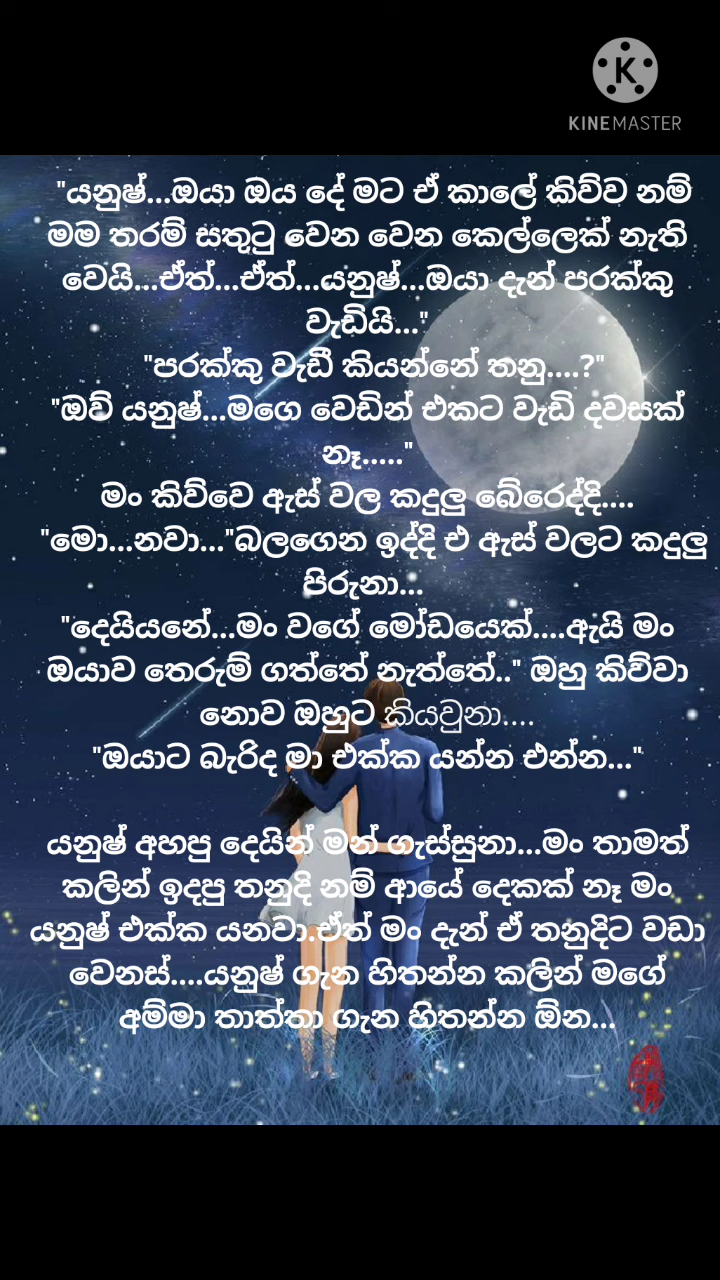 KINEMASTER
"යනුෂ්...ඔයා ඔය දේ මට ඒ කාලේ කිව්ව නම්
මම තරම් සතුටු වෙන වෙන කෙල්ලෙක් නැති
වෙයි...ඒත්...ඒත්...යනුෂ්...ඔයා දැන් පරක්කු
වැඩියි..."
"පරක්කු වැඩී කියන්නේ තනු....?"
"ඔව් යනුෂ්...මගෙ වෙඩින් එකට වැඩි දවසක්
නෑ....."
මං කිව්වෙ ඇස් වල කදුලු බේරෙද්දි....
"මො...නවා..."බලගෙන ඉද්දි එ ඇස් වලට කදුලු
පිරුනා...
"දෙයියනේ...මං වගේ මෝඩයෙක්....ඇයි මං
ඔයාව තෙරුම් ගත්තේ නැත්තේ.." ඔහු කිව්වා
නොව ඔහුට කියවුනා....
"ඔයාට බැරිද මා එක්ක යන්න එන්න..."
යනුෂ් අහපු දෙයින් මන් ගැස්සුනා...මං තාමත්
කලින් ඉදපු තනුදි නම් ආයේ දෙකක් නෑ මං
යනුෂ් එක්ක යනවා.ඒත් මං දැන් ඒ තනුදිට වඩා
වෙනස්....යනුෂ් ගැන හිතන්න කලින් මගේ
අම්මා තාත්තා ගැන හිතන්න ඕන...